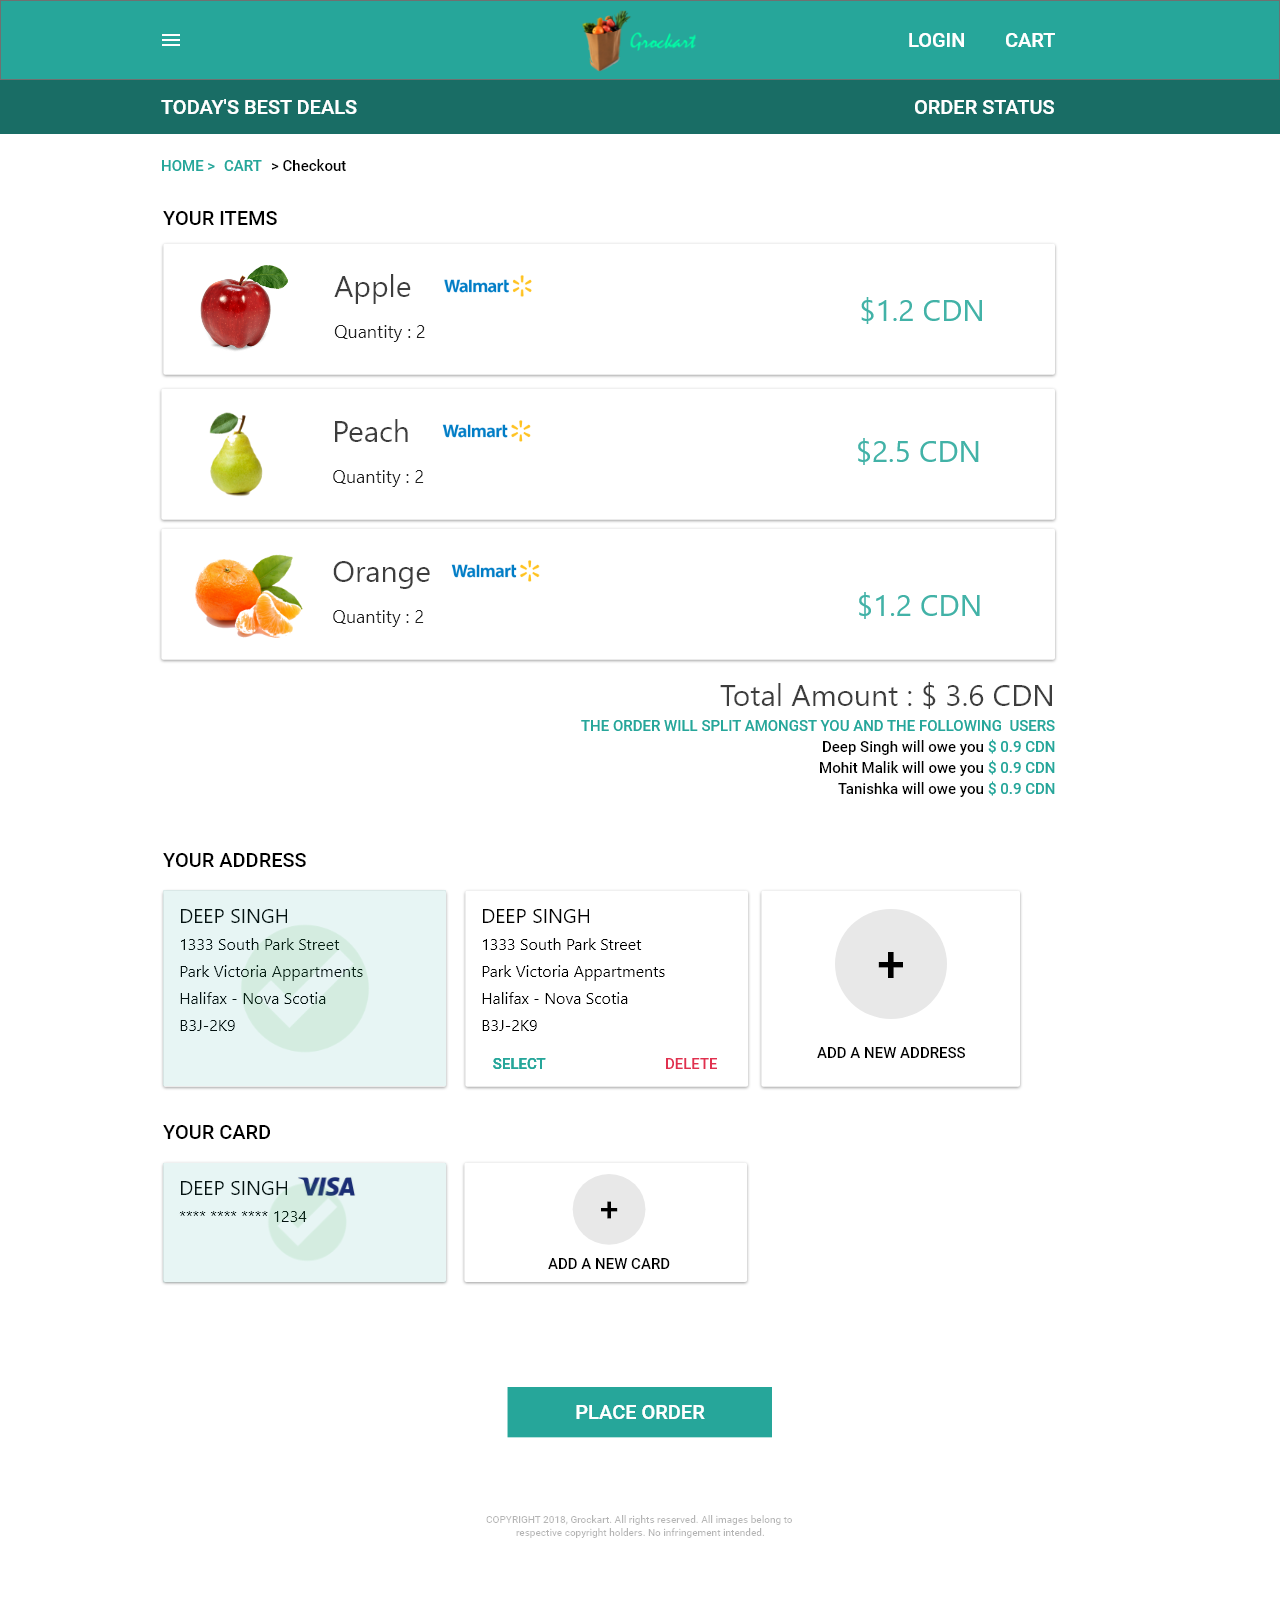 Grockart
LOGIN
CART
TODAY'S BEST DEALS
ORDER STATUS
HOME > CART > Checkout
YOUR ITEMS
Apple
Walmart
Quantity : 2
$1.2 CDN
Peach
Walmart
Quantity : 2
$2.5 CDN
Orange
Walmart
Quantity : 2
$1.2 CDN
Total Amount : $ 3.6 CDN
THE ORDER WILL SPLIT AMONGST YOU AND THE FOLLOWING USERS
Deep Singh will owe you $ 0.9 CDN
Mohit Malik will owe you $ 0.9 CDN
Tanishka will owe you $ 0.9 CDN
YOUR ADDRESS
DEEP SINGH
1333 South Park Street
Park Victoria Appartments
Halifax - Nova Scotia
B3J-2K9
DEEP SINGH
1333 South Park Street
Park Victoria Appartments
Halifax - Nova Scotia
B3J-2K9
SELECT
DELETE
+
ADD A NEW ADDRESS
YOUR CARD
DEEP SINGH VISA
**** **** **** 1234
+
ADD A NEW CARD
PLACE ORDER
COPYRIGHT 2018, Grockart. All rights reserved. All images belong to
respective copyright holders. No infringement intended.